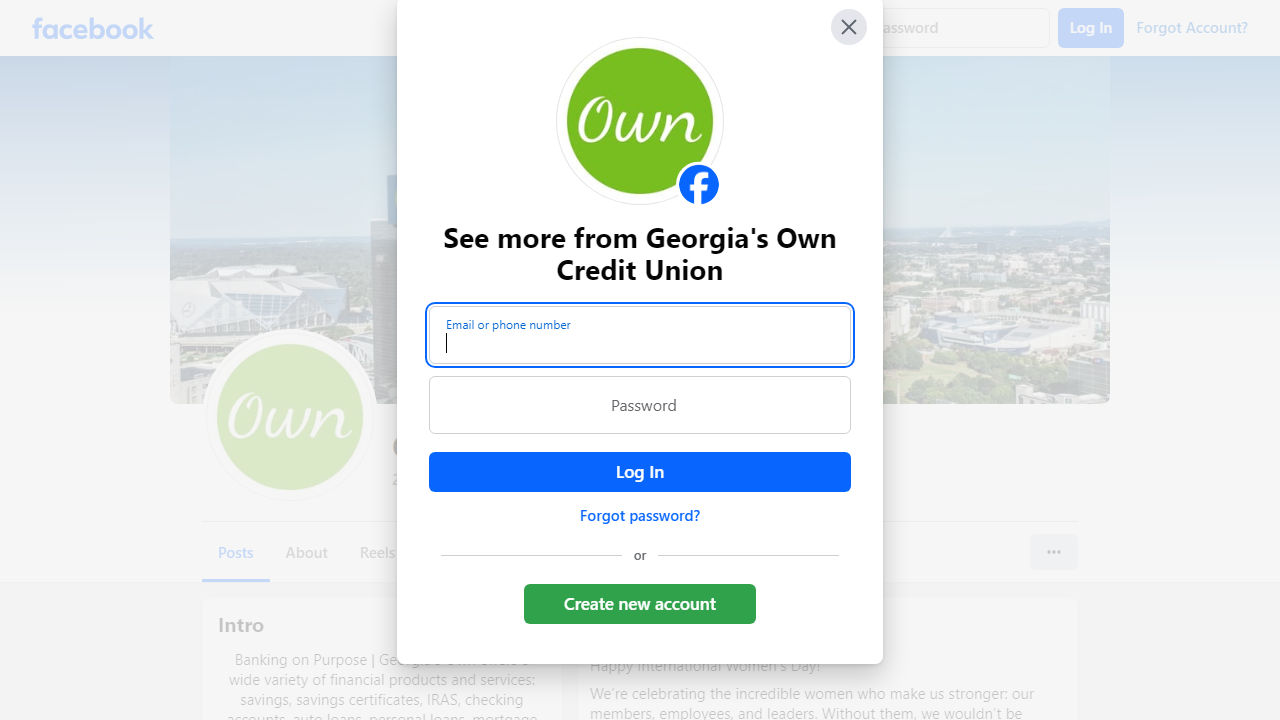 facebook
assword
Log In
Forgot Account?
Own
See more from Georgia's Own
Credit Union
Email or phone number
Password
Log In
Forgot password?
or
Create new account
Own
Posts
About
Reels
Intro
Banking on Purpose |
wide variety of financial products and services:
savings, savings certificates, IRAS, checking
accounts, auto loans, personal loans, mortgage
Happy International Women's Day!
We're celebrating the incredible women who make us stronger: our
members, employees, and leaders. Without them, we wouldn't be